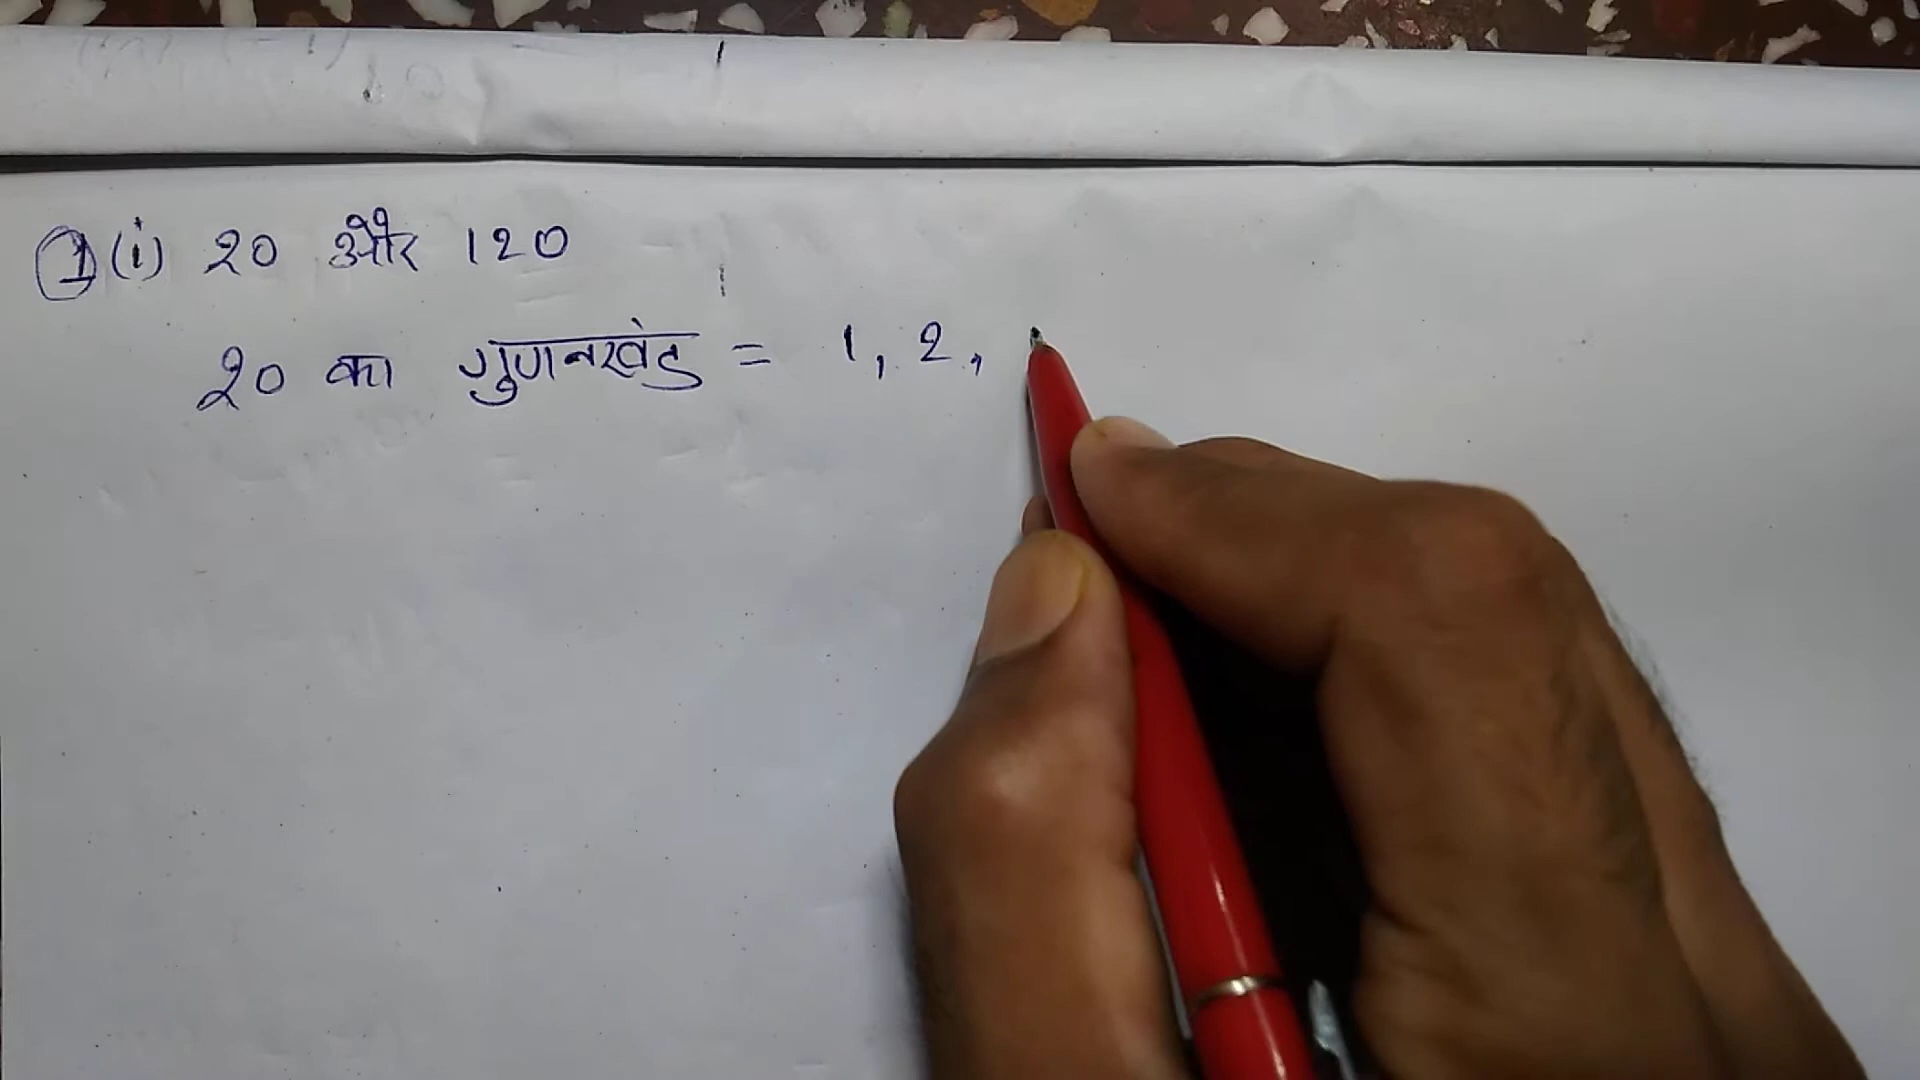 ① (i) 20 और 120
20 का गुणनखंड = 1, 2,